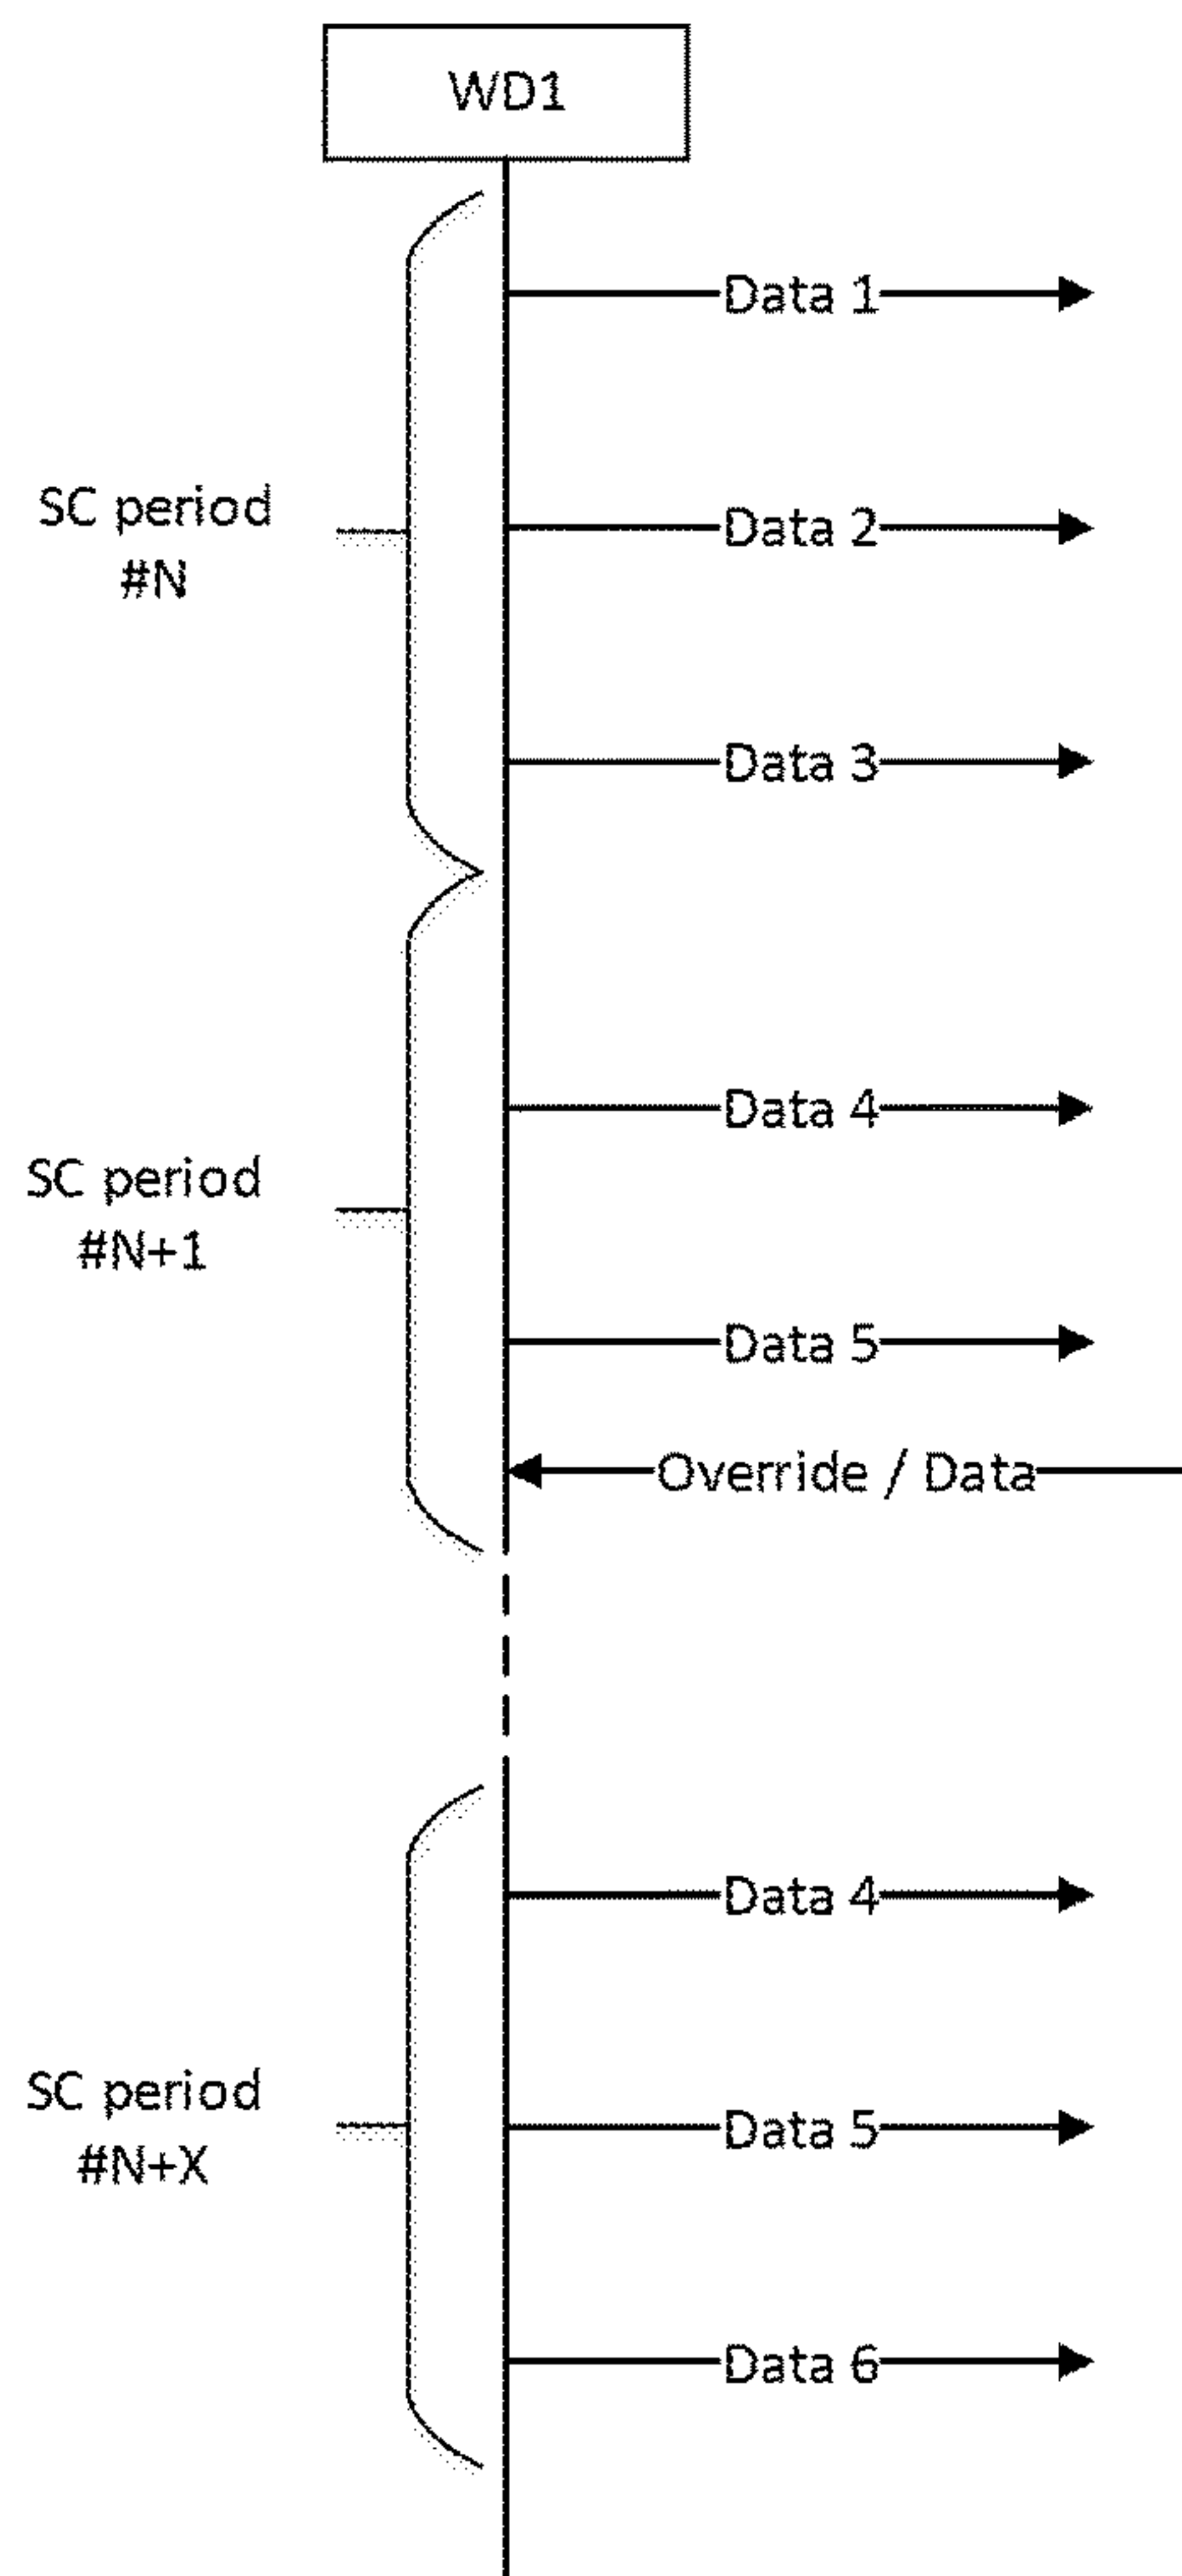 WD1
Data 1
SC period
#N
Data 2
Data 3
Data 4
SC period
#N+1
Data 5
Override / Data
Data 4
SC period
#N+X
Data 5
Data 6